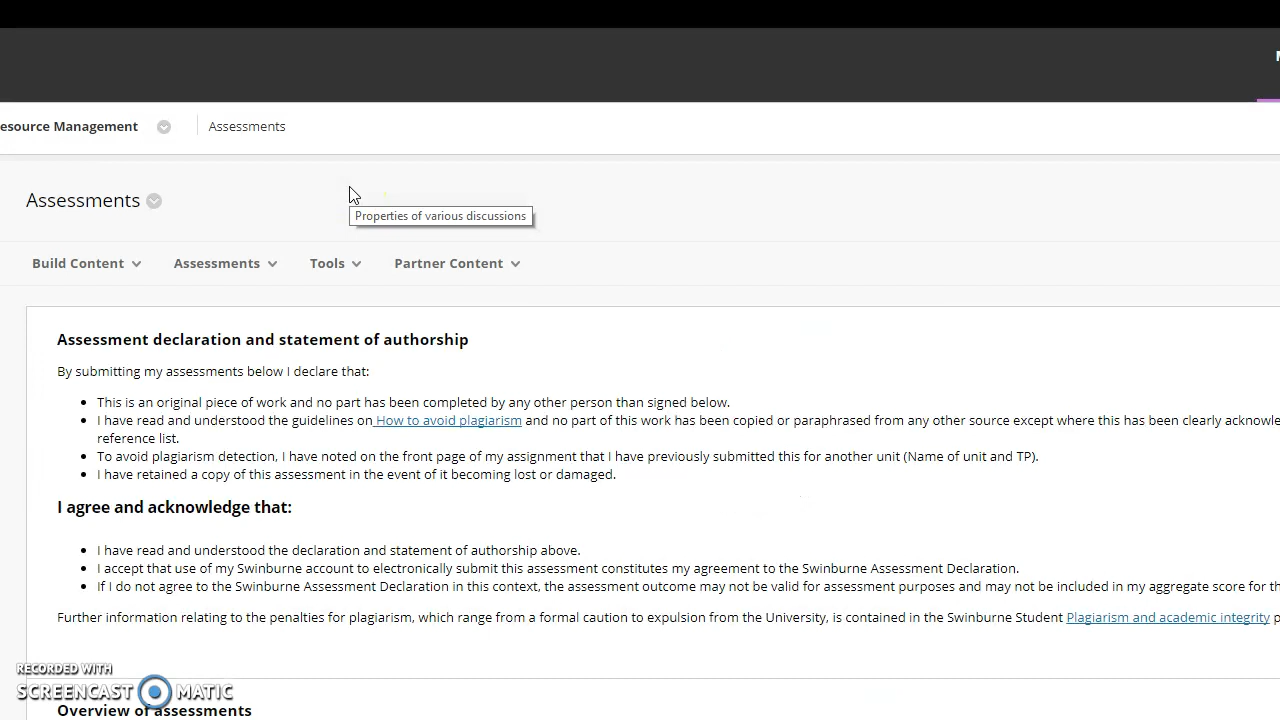 esource Management
Assessments
Assessments
Properties of various discussions
Build Content
Assessments
Tools
Partner Content
Assessment declaration and statement of authorship
By submitting my assessments below I declare that:
This is an original piece of work and no part has been completed by any other person than signed below.
I have read and understood the guidelines on How to avoid plagiarism and no part of this work has been copied or paraphrased from any other source except where this has been clearly acknowle
reference list.
To avoid plagiarism detection, I have noted on the front page of my assignment that I have previously submitted this for another unit (Name of unit and TP).
I have retained a copy of this assessment in the event of it becoming lost or damaged.
I agree and acknowledge that:
I have read and understood the declaration and statement of authorship above.
I accept that use of my Swinburne account to electronically submit this assessment constitutes my agreement to the Swinburne Assessment Declaration.
If I do not agree to the Swinburne Assessment Declaration in this context, the assessment outcome may not be valid for assessment purposes and may not be included in my aggregate score for th
Further information relating to the penalties for plagiarism, which range from a formal caution to expulsion from the University, is contained in the Swinburne Student Plagiarism and academic integrity p
RECORDED WITH
SCREENCAST MATIC
Overview of assessments